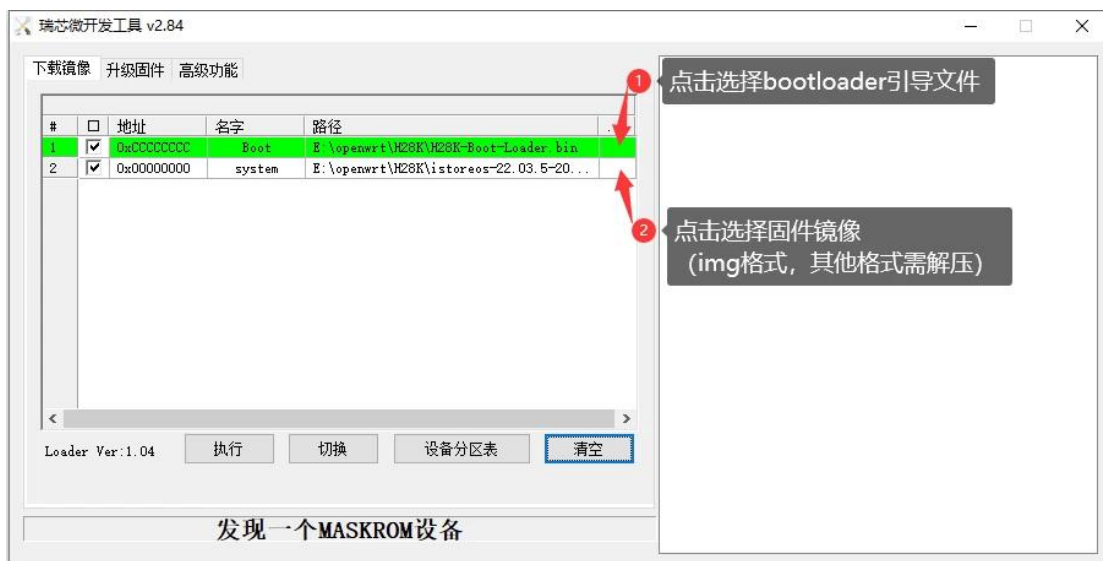 瑞芯微开发工具 v2.84
下载镜像 升级固件 高级功能
1 点击选择bootloader引导文件
# 地址 名字 路径 ...
1 0xCCCCCCCC Boot E:\openwrt\H28K\H28K-Boot-Loader.bin
2 0x00000000 system E:\openwrt\H28K\istoreos-22.03.5-20...
2 点击选择固件镜像
(img格式，其他格式需解压)
Loader Ver:1.04 执行 切换 设备分区表 清空
发现一个MASKROM设备